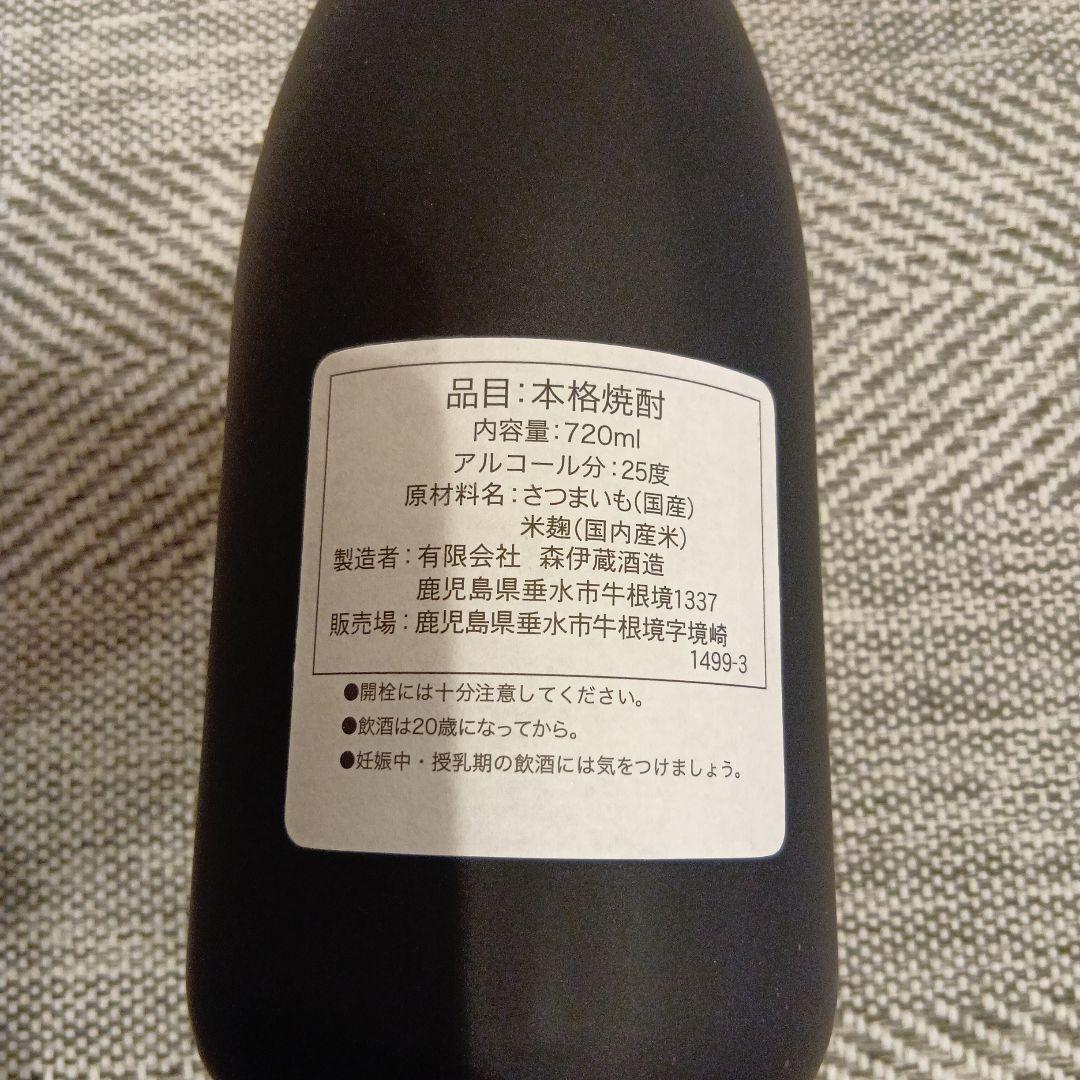 品目：本格焼酎
内容量：720ml
アルコール分：25度
原材料名：さつまいも（国産）
米麹（国内産米）
製造者：有限会社　森伊蔵酒造
鹿児島県垂水市牛根境1337
販売場：鹿児島県垂水市牛根境字境崎
1499-3
●開栓には十分注意してください。
●飲酒は20歳になってから。
●妊娠中・授乳期の飲酒には気をつけましょう。